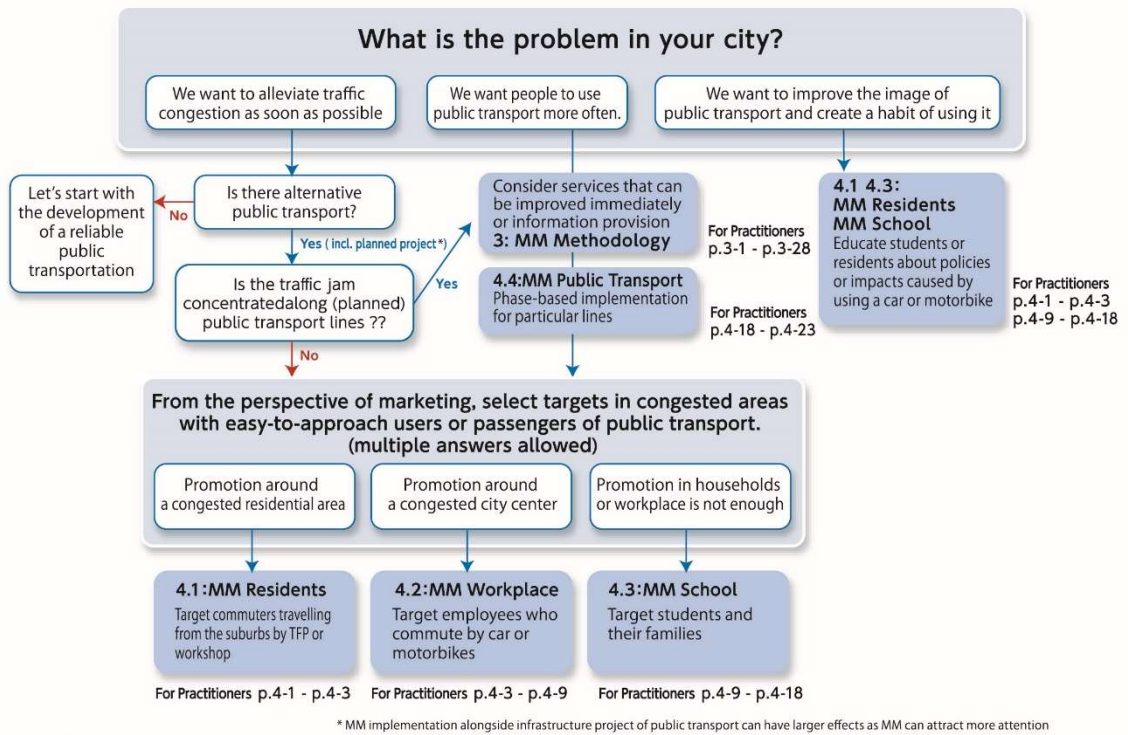 What is the problem in your city?
We want to alleviate traffic
congestion as soon as possible
We want people to use
public transport more often.
We want to improve the image of
public transport and create a habit of using it
Let's start with
the development
of a reliable
public
transportation
No
Is there alternative
public transport?
Yes ( incl. planned project*)
Is the traffic jam
concentratedalong (planned)
public transport lines ??
Yes
No
Consider services that can
be improved immediately
or information provision
3: MM Methodology
For Practitioners
p.3-1 - p.3-28
4.4:MM Public Transport
Phase-based implementation
for particular lines
For Practitioners
p.4-18 - p.4-23
4.1 4.3:
MM Residents
MM School
Educate students or
residents about policies
or impacts caused by
using a car or motorbike
For Practitioners
p.4-1 - p.4-3
p.4-9 - p.4-18
From the perspective of marketing, select targets in congested areas
with easy-to-approach users or passengers of public transport.
(multiple answers allowed)
Promotion around
a congested residential area
Promotion around
a congested city center
Promotion in households
or workplace is not enough
4.1:MM Residents
Target commuters travelling
from the suburbs by TFP or
workshop
For Practitioners p.4-1 - p.4-3
4.2:MM Workplace
Target employees who
commute by car or
motorbikes
For Practitioners p.4-3 - p.4-9
4.3:MM School
Target students and
their families
For Practitioners p.4-9 - p.4-18
* MM implementation alongside infrastructure project of public transport can have larger effects as MM can attract more attention